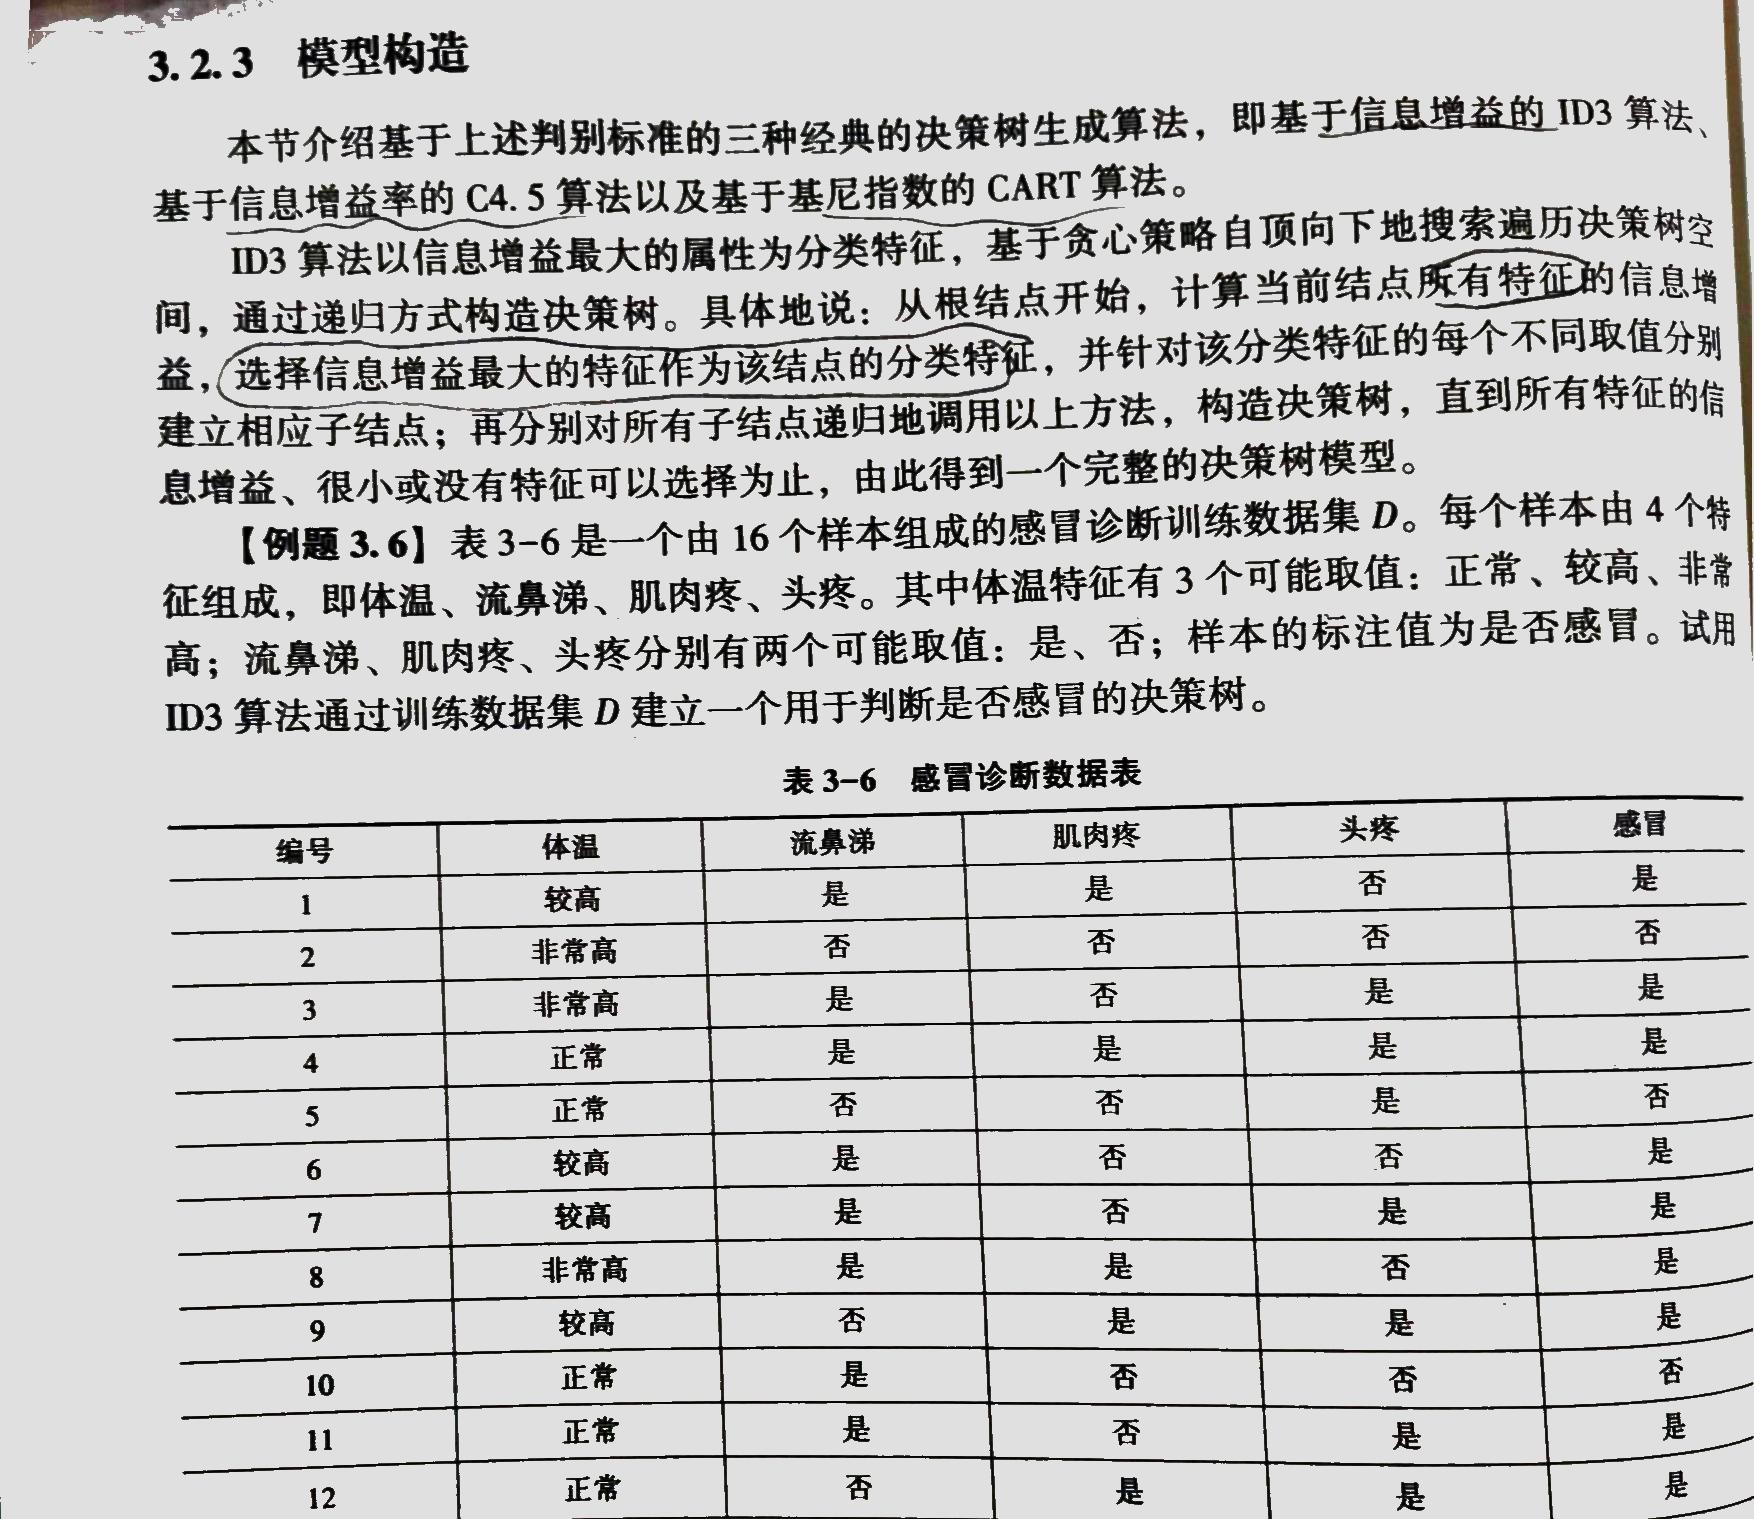 3.2.3 模型构造
本节介绍基于上述判别标准的三种经典的决策树生成算法，即基于信息增益的 ID3 算法、
基于信息增益率的 C4.5 算法以及基于基尼指数的 CART 算法。
ID3 算法以信息增益最大的属性为分类特征，基于贪心策略自顶向下地搜索遍历决策树空
间，通过递归方式构造决策树。具体地说：从根结点开始，计算当前结点所有特征的信息增
益，选择信息增益最大的特征作为该结点的分类特征，并针对该分类特征的每个不同取值分别
建立相应子结点；再分别对所有子结点递归地调用以上方法，构造决策树，直到所有特征的信
息增益、很小或没有特征可以选择为止，由此得到一个完整的决策树模型。
【例题 3.6】表 3-6 是一个由 16 个样本组成的感冒诊断训练数据集 D。每个样本由 4 个特
征组成，即体温、流鼻涕、肌肉疼、头疼。其中体温特征有 3 个可能取值：正常、较高、非常
高；流鼻涕、肌肉疼、头疼分别有两个可能取值：是、否；样本的标注值为是否感冒。试用
ID3 算法通过训练数据集 D 建立一个用于判断是否感冒的决策树。
表 3-6 感冒诊断数据表
编号 体温 流鼻涕 肌肉疼 头疼 感冒
1 较高 是 是 否 是
2 非常高 否 否 否 否
3 非常高 是 否 是 是
4 正常 是 是 是 是
5 正常 否 否 是 否
6 较高 是 否 否 是
7 较高 是 否 是 是
8 非常高 是 是 否 是
9 较高 否 是 是 是
10 正常 是 否 否 否
11 正常 是 否 是 是
12 正常 否 是 是 是